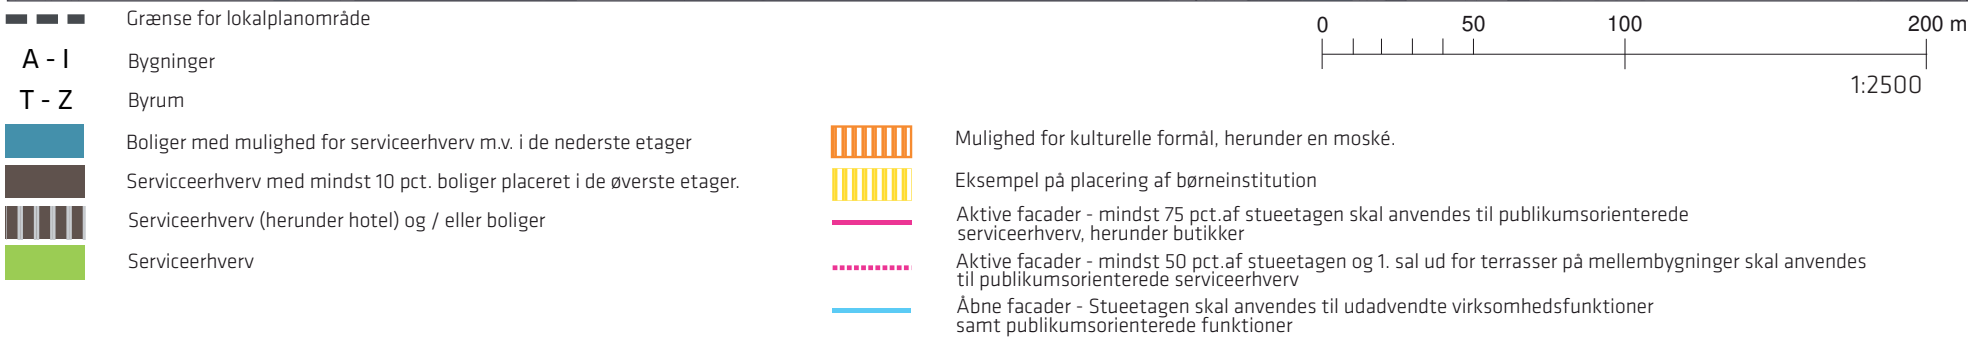 Grænse for lokalplanområde
A - I Bygninger
T - Z Byrum
Boliger med mulighed for serviceerhverv m.v. i de nederste etager
Servicceerhverv med mindst 10 pct. boliger placeret i de øverste etager.
Serviceerhverv (herunder hotel) og / eller boliger
Serviceerhverv
0 50 100 200 m
1:2500
Mulighed for kulturelle formål, herunder en moské.
Eksempel på placering af børneinstitution
Aktive facader - mindst 75 pct.af stueetagen skal anvendes til publikumsorienterede
serviceerhverv, herunder butikker
Aktive facader - mindst 50 pct.af stueetagen og 1. sal ud for terrasser på mellembygninger skal anvendes
til publikumsorienterede serviceerhverv
Åbne facader - Stueetagen skal anvendes til udadvendte virksomhedsfunktioner
samt publikumsorienterede funktioner